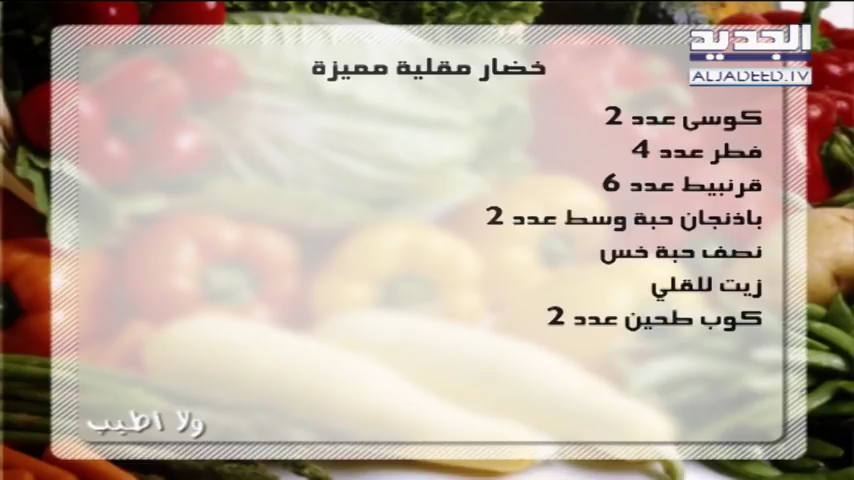 الجديد
ALJADEED.TV
خضار مقلية مميزة
كوسى عدد 2
فطر عدد 4
قرنبيط عدد 6
باذنجان حبة وسط عدد 2
نصف حبة خس
زيت للقلي
كوب طحين عدد 2
ولا اطيب